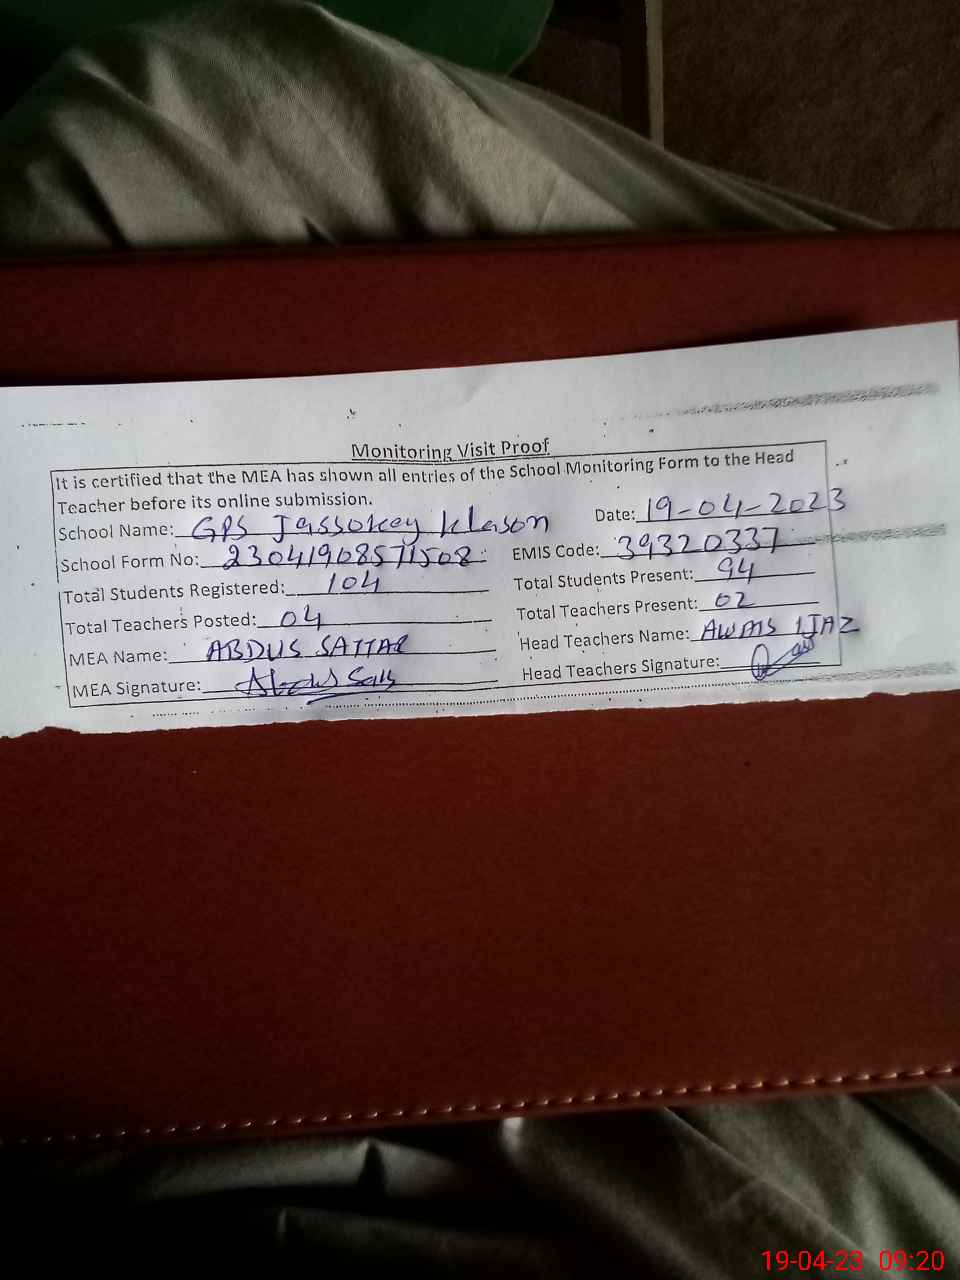 Monitoring Visit Proof
It is certified that the MEA has shown all entries of the School Monitoring Form to the Head
Teacher before its online submission.
School Name: GPS Jassokey Klason Date: 19-04-2023
School Form No: 23041908571508 EMIS Code: 39320337
Total Students Registered: 104 Total Students Present: 94
Total Teachers Posted: 04 Total Teachers Present: 02
MEA Name: ABDUS SATTAR Head Teachers Name: AWAIS IJAZ
MEA Signature: Head Teachers Signature:
19-04-23 09:20